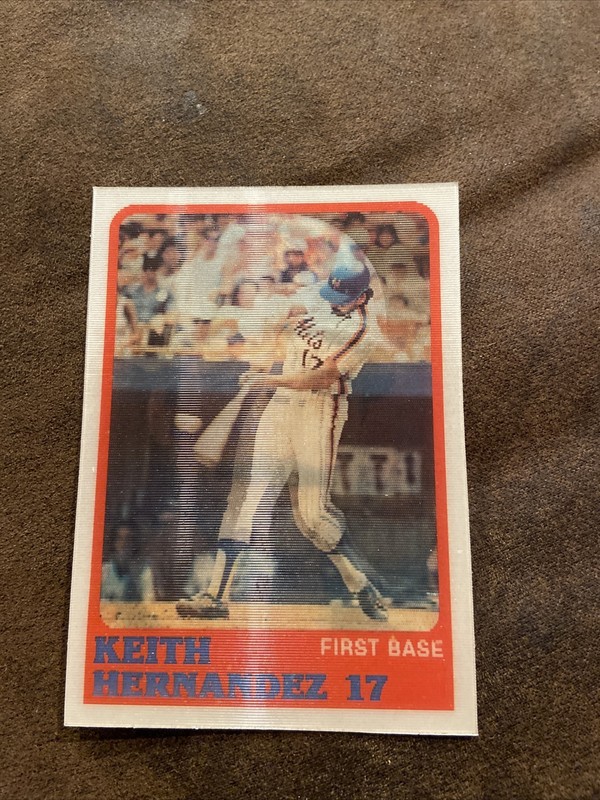 Mets
17
FIRST BASE
KEITH
HERNANDEZ 17